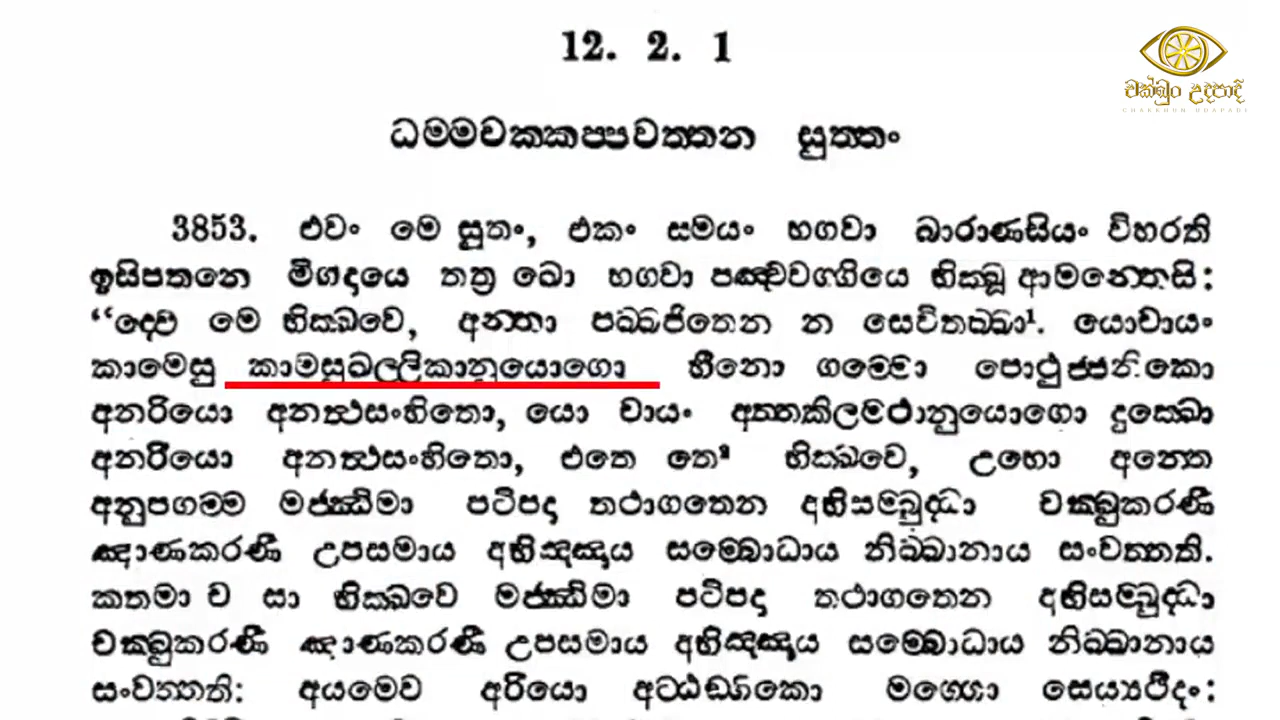 12. 2. 1
චක්ඛුං උදපාදි
CHAKKHUN UDAPADI
ධම්මචක්කප්පවත්තන සුත්තං
3853. එවං මෙ සුතං, එකං සමයං භගවා බාරාණසියං විහරති
ඉසිපතනෙ මිගදායෙ තත්‍ර ඛො භගවා පඤ්චවග්ගියෙ භික්ඛූ ආමන්තෙසි:
“ද්වෙ මෙ භික්ඛවෙ, අන්තා පබ්බජිතෙන න සෙවිතබ්බා¹. යොචායං
කාමෙසු කාමසුඛල්ලිකානුයොගො හීනො ගම්මො පොථුජ්ජනිකො
අනරියො අනත්‍ථසංහිතො, යො චායං අත්තකිලමථානුයොගො දුක්ඛො
අනරියො අනත්‍ථසංහිතො, එතෙ තෙ² භික්ඛවෙ, උභො අන්තෙ
අනුපගම්ම මජ්ඣිමා පටිපදා තථාගතෙන අභිසම්බුද්ධා චක්ඛුකරණී
ඤාණකරණී උපසමාය අභිඤ්ඤාය සම්බොධාය නිබ්බානාය සංවත්තති.
කතමා ච සා භික්ඛවෙ මජ්ඣිමා පටිපදා තථාගතෙන අභිසම්බුද්ධා
චක්ඛුකරණී ඤාණකරණී උපසමාය අභිඤ්ඤාය සම්බොධාය නිබ්බානාය
සංවත්තති: අයමෙව අරියො අට්ඨඞ්ගිකො මග්ගො සෙය්‍යථීදං: